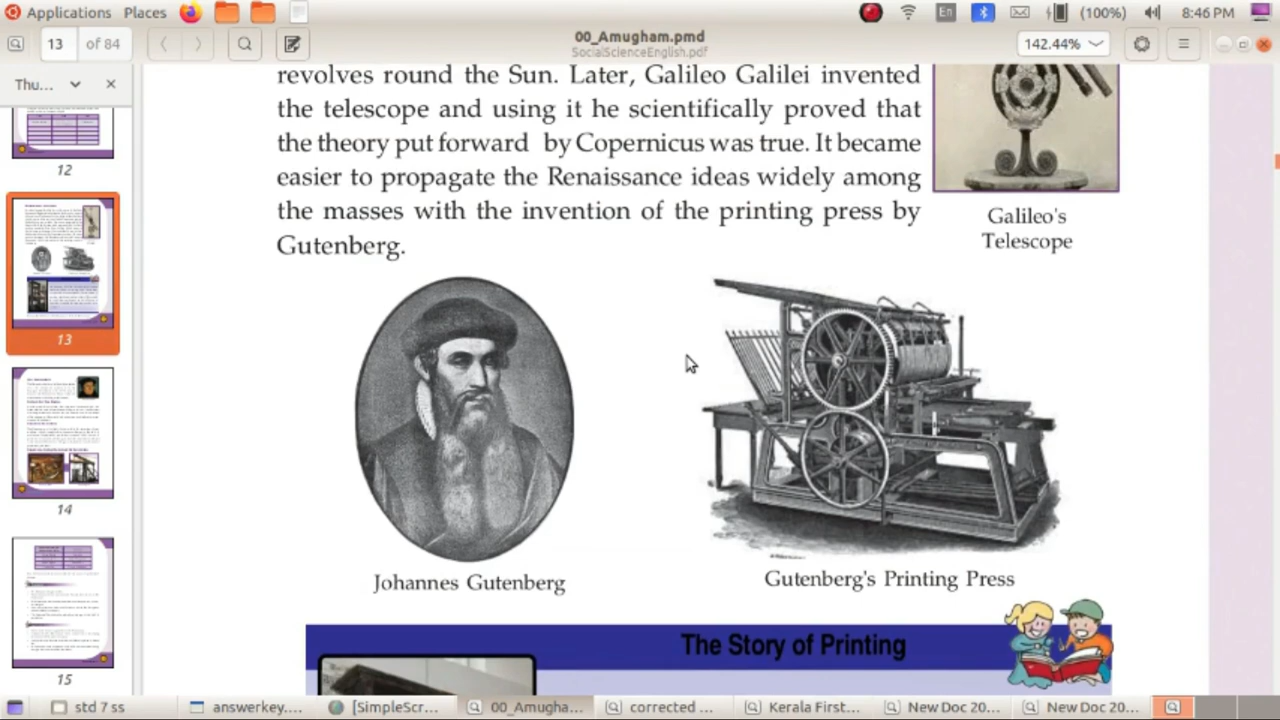 Applications Places En (100%) 8:46 PM
13 of 84
00_Amugham.pmd
SocialScienceEnglish.pdf
142.44%
Thu...
12
13
14
15
revolves round the Sun. Later, Galileo Galilei invented
the telescope and using it he scientifically proved that
the theory put forward by Copernicus was true. It became
easier to propagate the Renaissance ideas widely among
the masses with the invention of the printing press by
Gutenberg.
Galileo's
Telescope
Johannes Gutenberg
Gutenberg's Printing Press
The Story of Printing
std 7 ss answerkey.... [SimpleScr... 00_Amugha... corrected ... Kerala First... New Doc 20... New Doc 20...